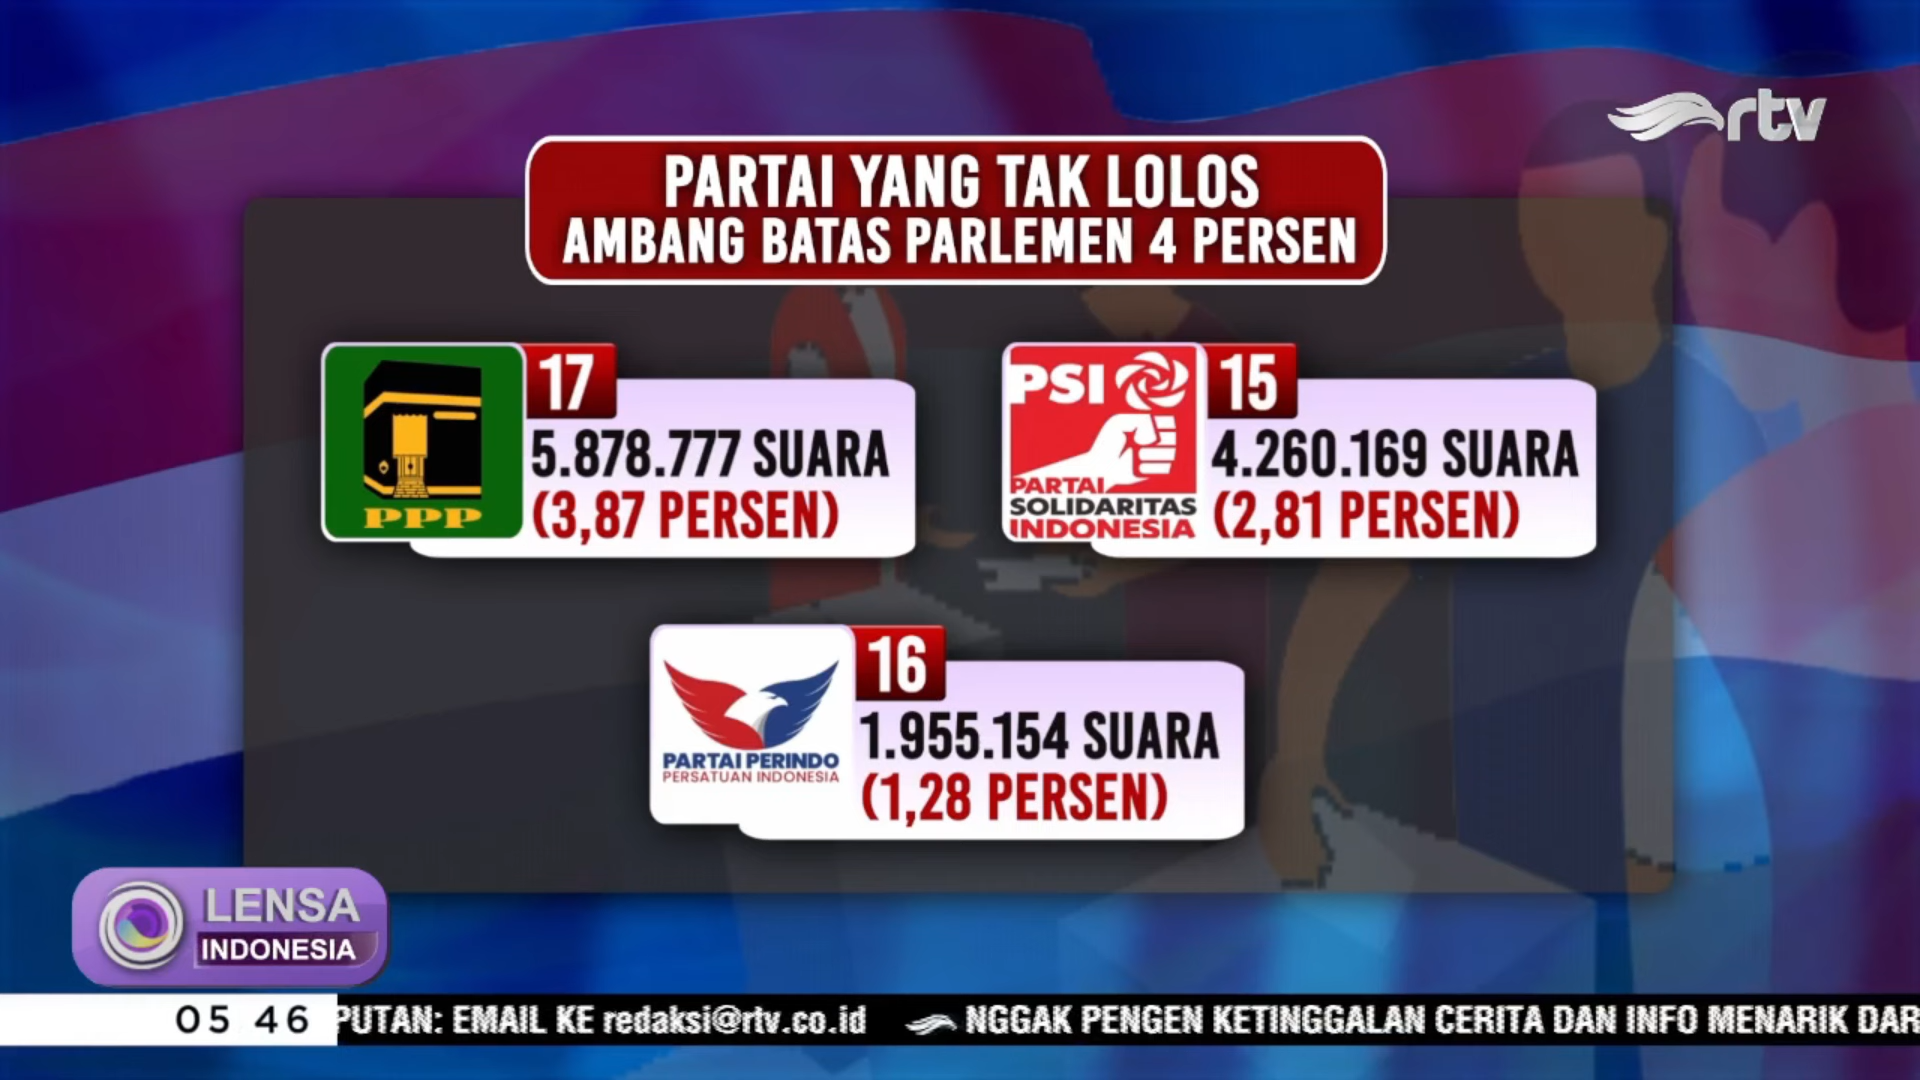 rtv
PARTAI YANG TAK LOLOS
AMBANG BATAS PARLEMEN 4 PERSEN
PPP
17
5.878.777 SUARA
(3,87 PERSEN)
PSI
PARTAI
SOLIDARITAS
INDONESIA
15
4.260.169 SUARA
(2,81 PERSEN)
PARTAI PERINDO
PERSATUAN INDONESIA
16
1.955.154 SUARA
(1,28 PERSEN)
LENSA
INDONESIA
05 46
PUTAN: EMAIL KE redaksi@rtv.co.id NGGAK PENGEN KETINGGALAN CERITA DAN INFO MENARIK DAR